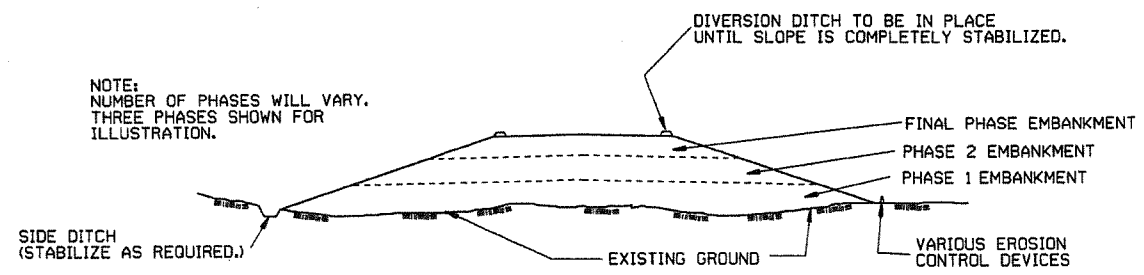 DIVERSION DITCH TO BE IN PLACE
UNTIL SLOPE IS COMPLETELY STABILIZED.
NOTE:
NUMBER OF PHASES WILL VARY.
THREE PHASES SHOWN FOR
ILLUSTRATION.
FINAL PHASE EMBANKMENT
PHASE 2 EMBANKMENT
PHASE 1 EMBANKMENT
SIDE DITCH
(STABILIZE AS REQUIRED.)
EXISTING GROUND
VARIOUS EROSION
CONTROL DEVICES